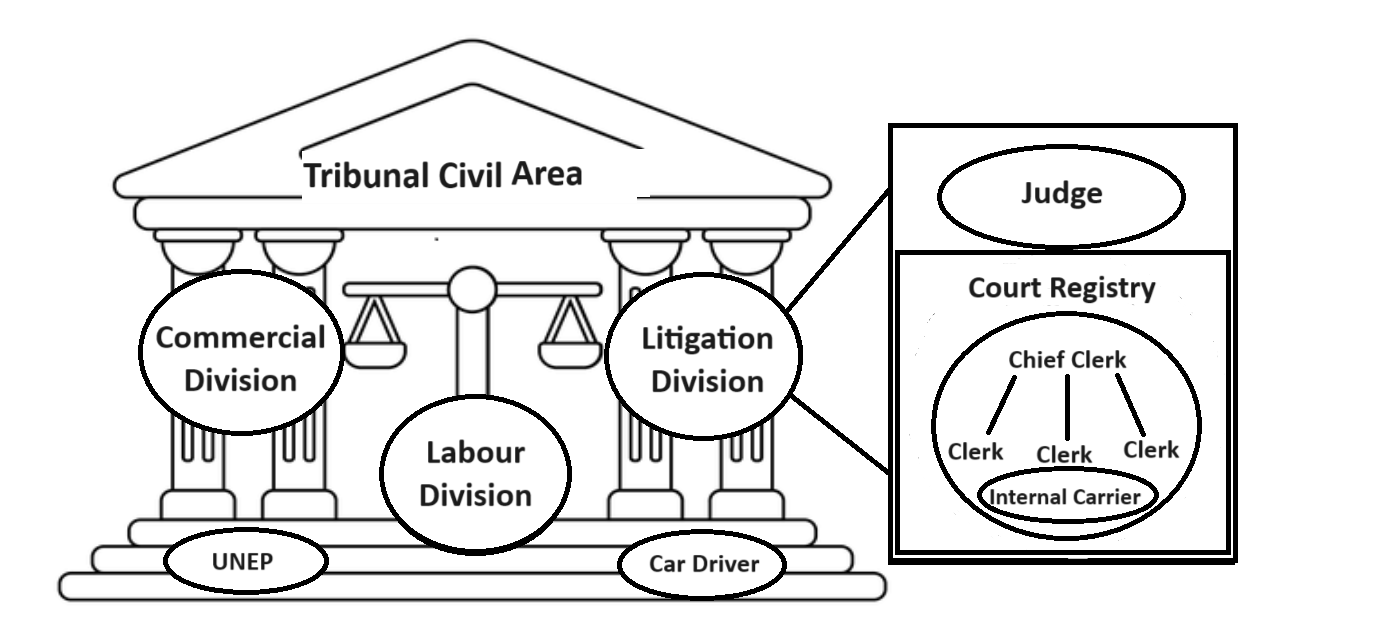 Tribunal Civil Area
Commercial
Division
Litigation
Division
Labour
Division
UNEP
Car Driver
Judge
Court Registry
Chief Clerk
Clerk
Clerk
Clerk
Internal Carrier